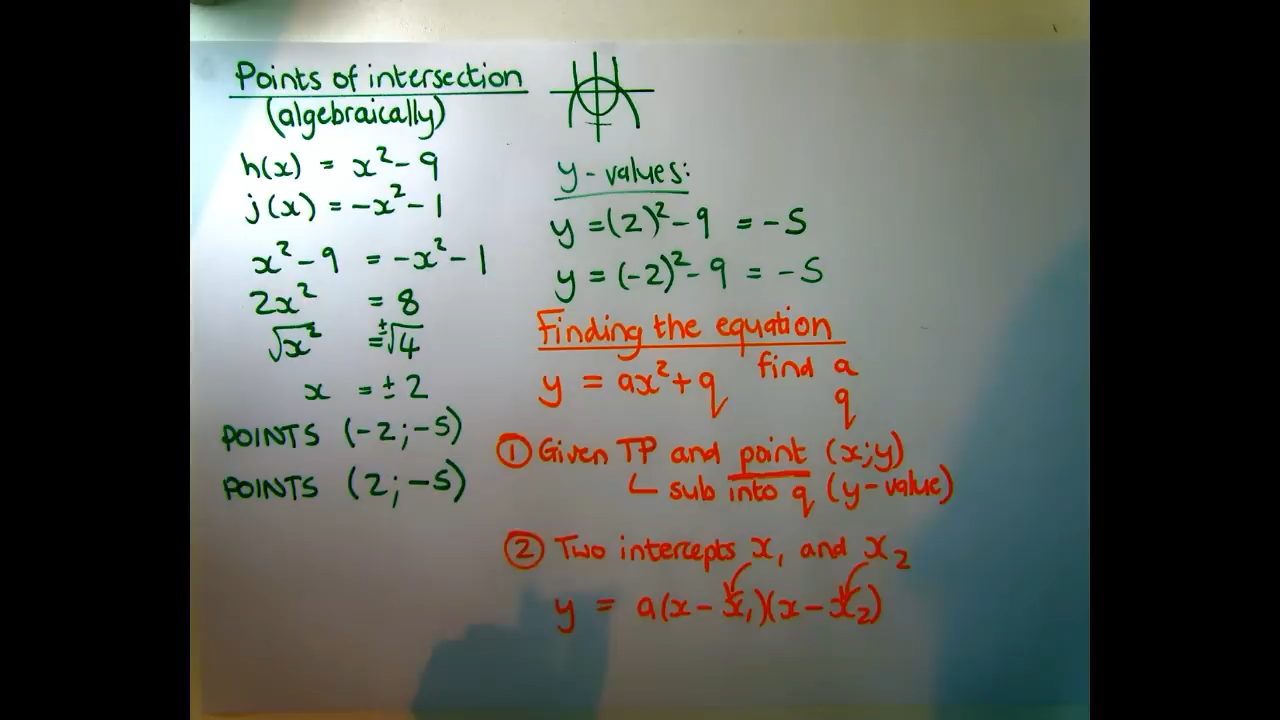 Points of intersection
(algebraically)
h(x) = x² - 9
j(x) = -x² - 1
x² - 9 = -x² - 1
2x² = 8
√x² = ±√4
x = ± 2
POINTS (-2;-5)
POINTS (2;-5)
y-values:
y = (2)² - 9 = -5
y = (-2)² - 9 = -5
Finding the equation
y = ax² + q find a
q
① Given TP and point (x;y)
sub into q (y-value)
② Two intercepts x₁ and x₂
y = a(x - x₁)(x - x₂)